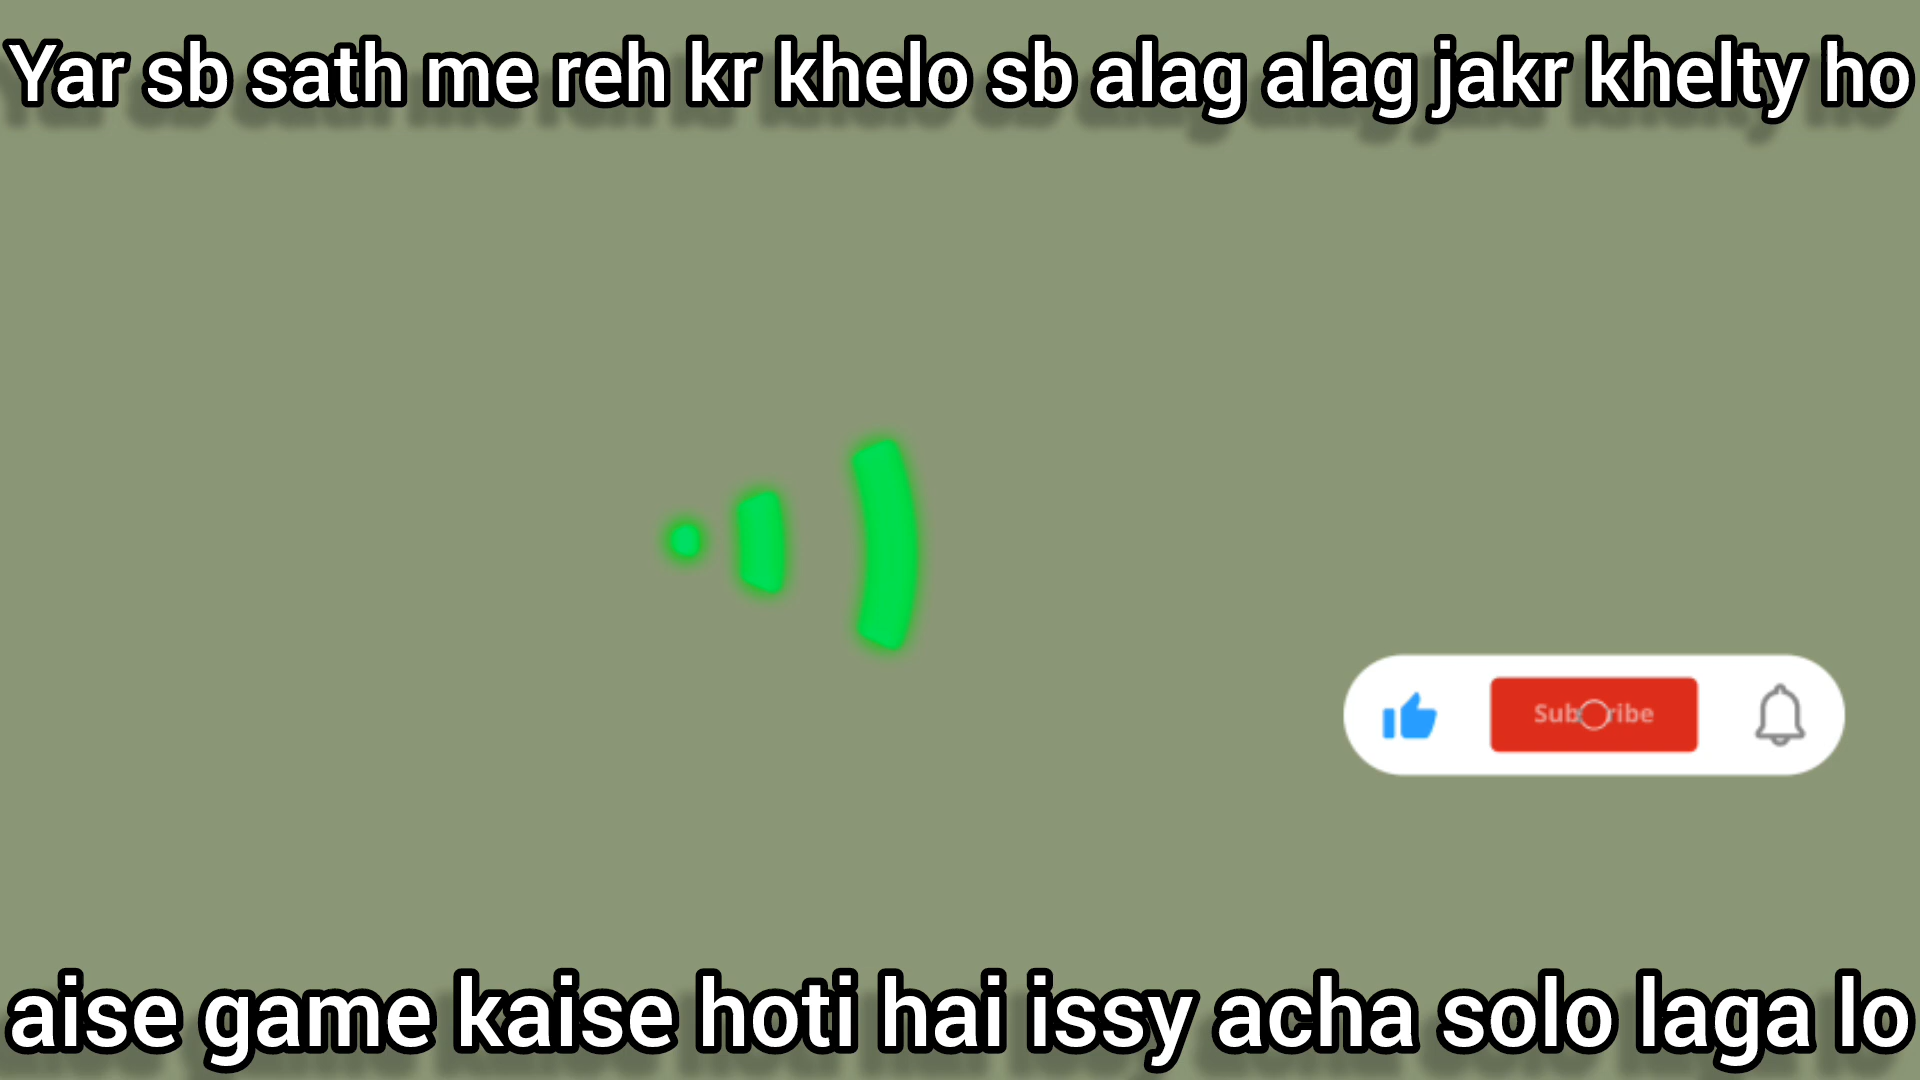 Yar sb sath me reh kr khelo sb alag alag jakr khelty ho
Subscribe
aise game kaise hoti hai issy acha solo laga lo